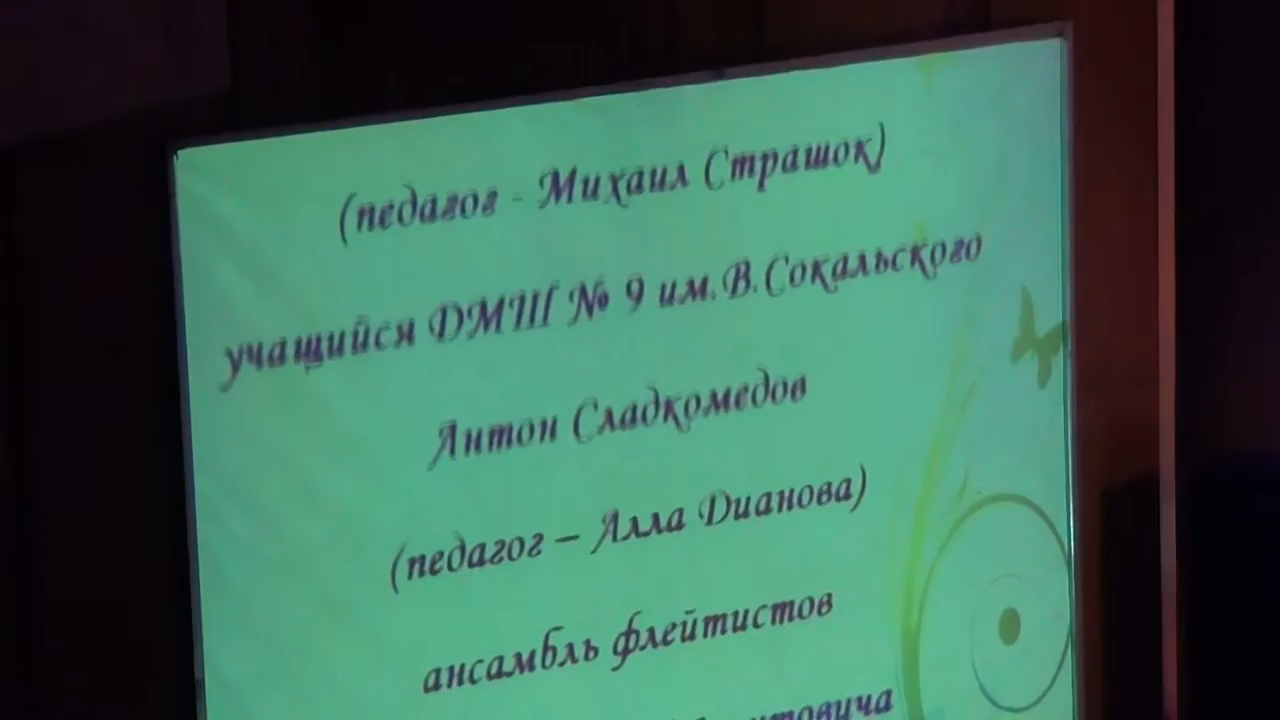 (педагог - Михаил Страшок)
учащийся ДМШ № 9 им.В.Сокальского
Антон Сладкомедов
(педагог – Алла Дианова)
ансамбль флейтистов